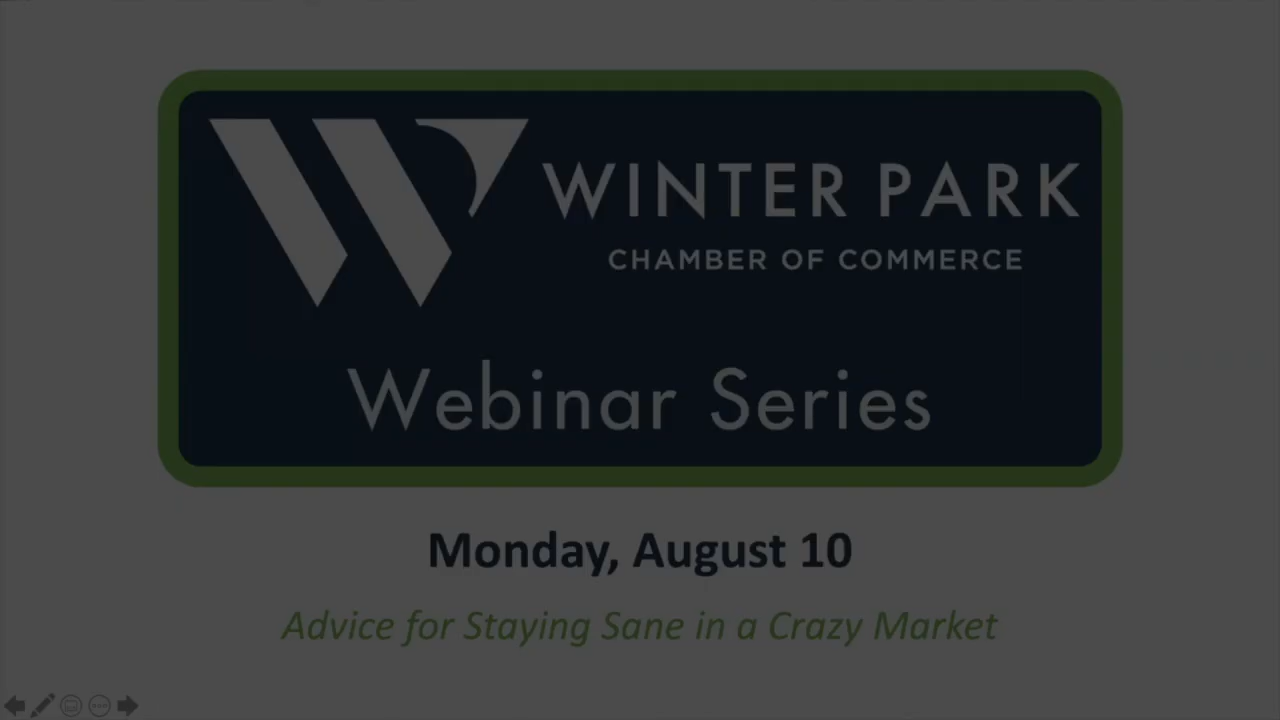 WINTER PARK
CHAMBER OF COMMERCE
Webinar Series
Monday, August 10
Advice for Staying Sane in a Crazy Market